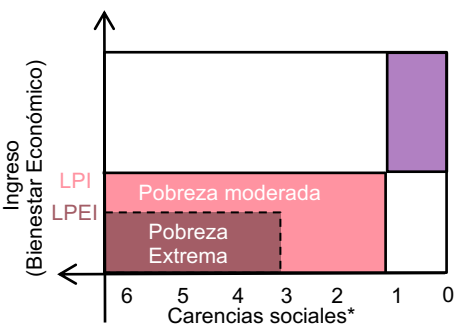 Ingreso
(Bienestar Económico)
LPI
LPEI
Pobreza moderada
Pobreza
Extrema
6 5 4 3 2 1 0
Carencias sociales*